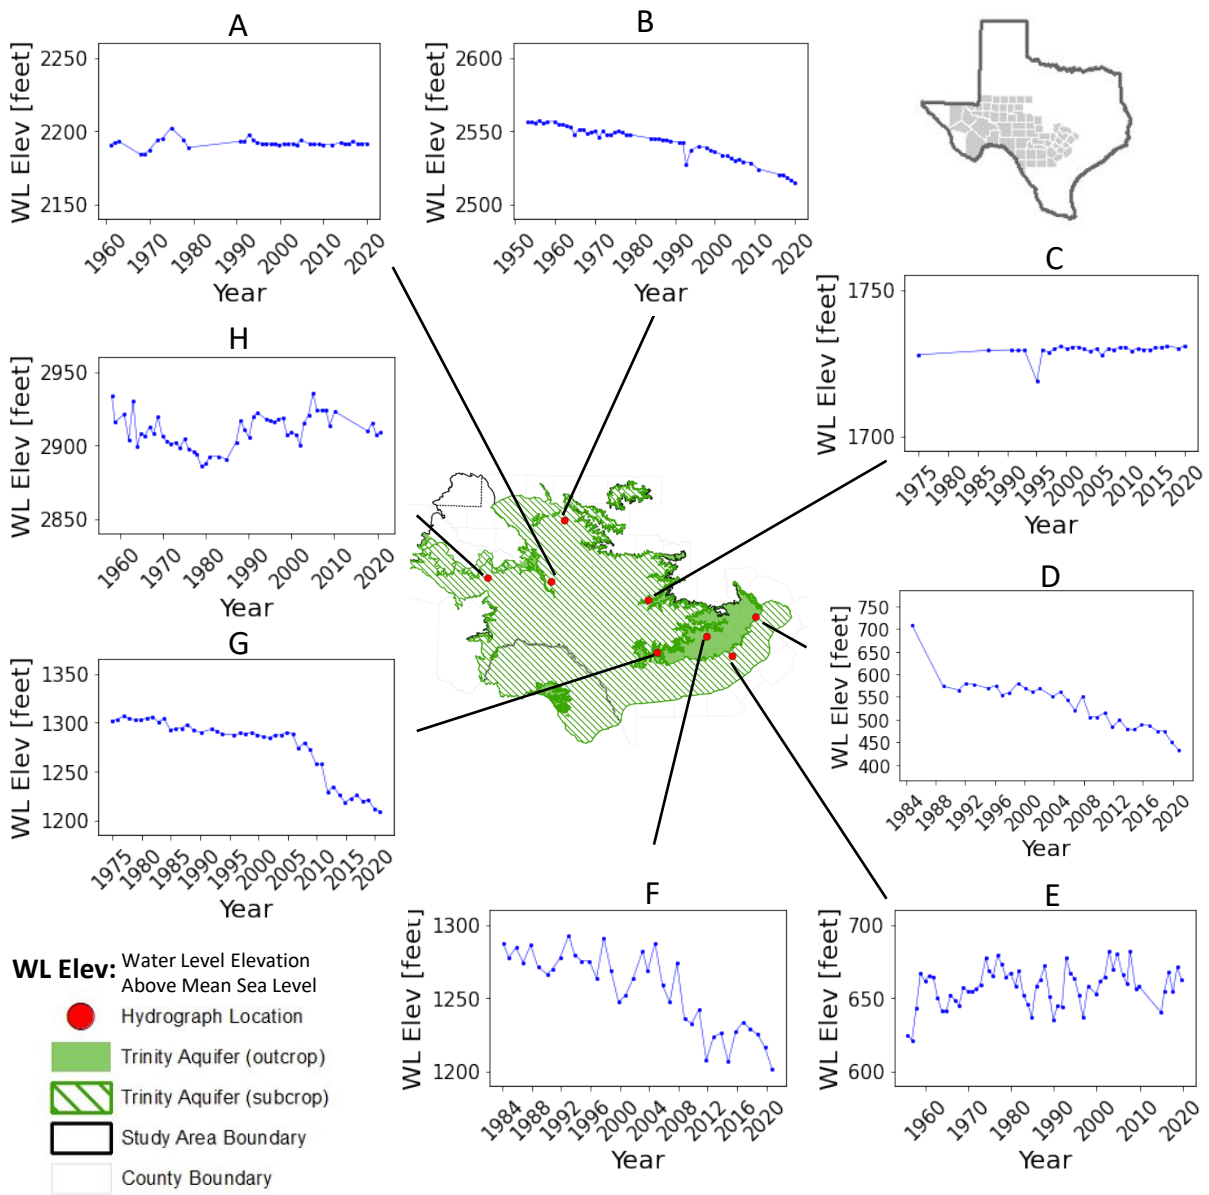 A
WL Elev [feet]
2250
2200
2150
1960 1970 1980 1990 2000 2010 2020
Year
B
WL Elev [feet]
2600
2550
2500
1950 1960 1970 1980 1990 2000 2010 2020
Year
C
WL Elev [feet]
1750
1700
1975 1980 1985 1990 1995 2000 2005 2010 2015 2020
Year
H
WL Elev [feet]
2950
2900
2850
1960 1970 1980 1990 2000 2010 2020
Year
D
WL Elev [feet]
750
700
650
600
550
500
450
400
1984 1988 1992 1996 2000 2004 2008 2012 2016 2020
Year
G
WL Elev [feet]
1350
1300
1250
1200
1975 1980 1985 1990 1995 2000 2005 2010 2015 2020
Year
F
WL Elev [feet]
1300
1250
1200
1984 1988 1992 1996 2000 2004 2008 2012 2016 2020
Year
E
WL Elev [feet]
700
650
600
1960 1970 1980 1990 2000 2010 2020
Year
WL Elev: Water Level Elevation
Above Mean Sea Level
Hydrograph Location
Trinity Aquifer (outcrop)
Trinity Aquifer (subcrop)
Study Area Boundary
County Boundary